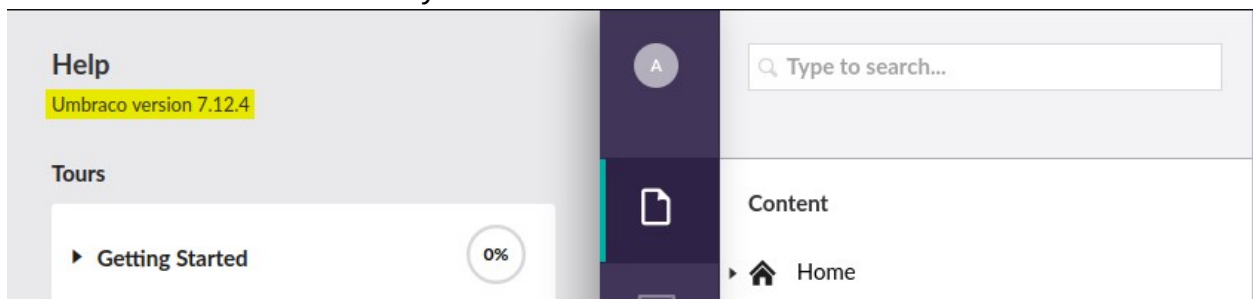 Help
Umbraco version 7.12.4
Tours
Getting Started
0%
A
Type to search...
Content
Home